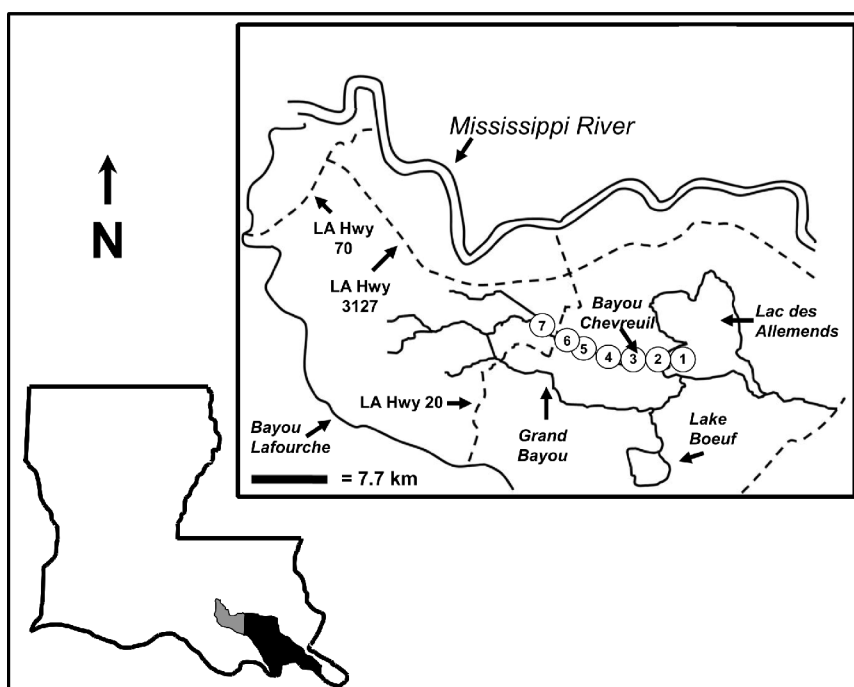 Mississippi River
N
LA Hwy
70
LA Hwy
3127
Bayou
Chevreuil
Lac des
Allemends
7
6
5
4
3
2
1
LA Hwy 20
Bayou
Lafourche
Grand
Bayou
Lake
Boeuf
= 7.7 km